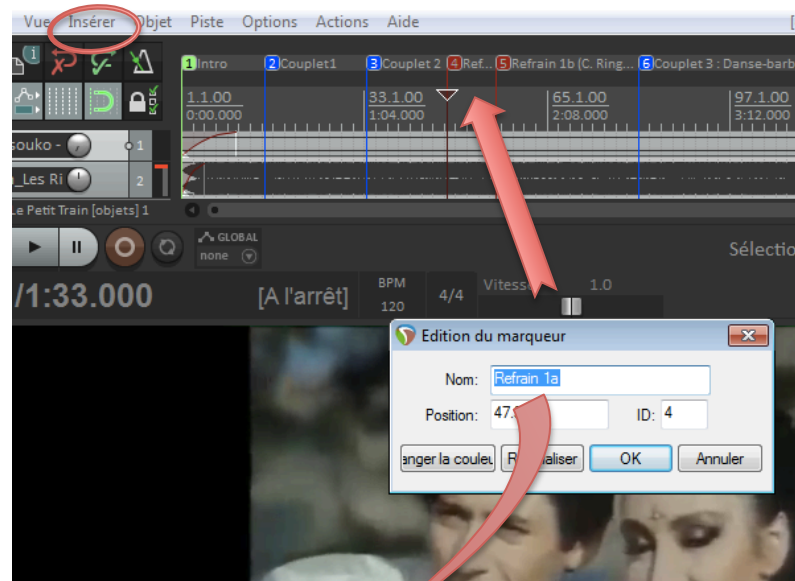 Vue Insérer Objet Piste Options Actions Aide
1 Intro 2 Couplet1 3 Couplet 2 4 Ref... 5 Refrain 1b (C. Ring... 6 Couplet 3 : Danse-barb
1.1.00 33.1.00 65.1.00 97.1.00
0:00.000 1:04.000 2:08.000 3:12.000
souko - 1
_Les Ri 2
Le Petit Train [objets] 1
GLOBAL
none
Sélectio
/1:33.000 [A l'arrêt] BPM 120 4/4 Vitess 1.0
Edition du marqueur
Nom: Refrain 1a
Position: 47. ID: 4
anger la couleu R aliser OK Annuler